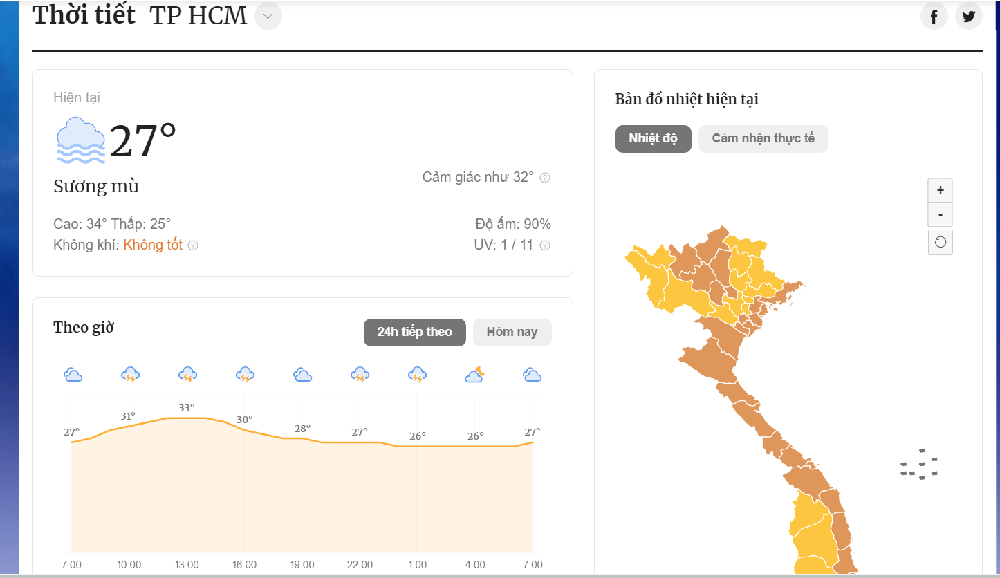 Thời tiết TP HCM
Hiện tại
27°
Sương mù
Cảm giác như 32° ?
Cao: 34° Thấp: 25°
Độ ẩm: 90%
Không khí: Không tốt ?
UV: 1 / 11 ?
Theo giờ
24h tiếp theo
Hôm nay
27°
31°
33°
30°
28°
27°
26°
26°
27°
7:00
10:00
13:00
16:00
19:00
22:00
1:00
4:00
7:00
Bản đồ nhiệt hiện tại
Nhiệt độ
Cảm nhận thực tế
+
-